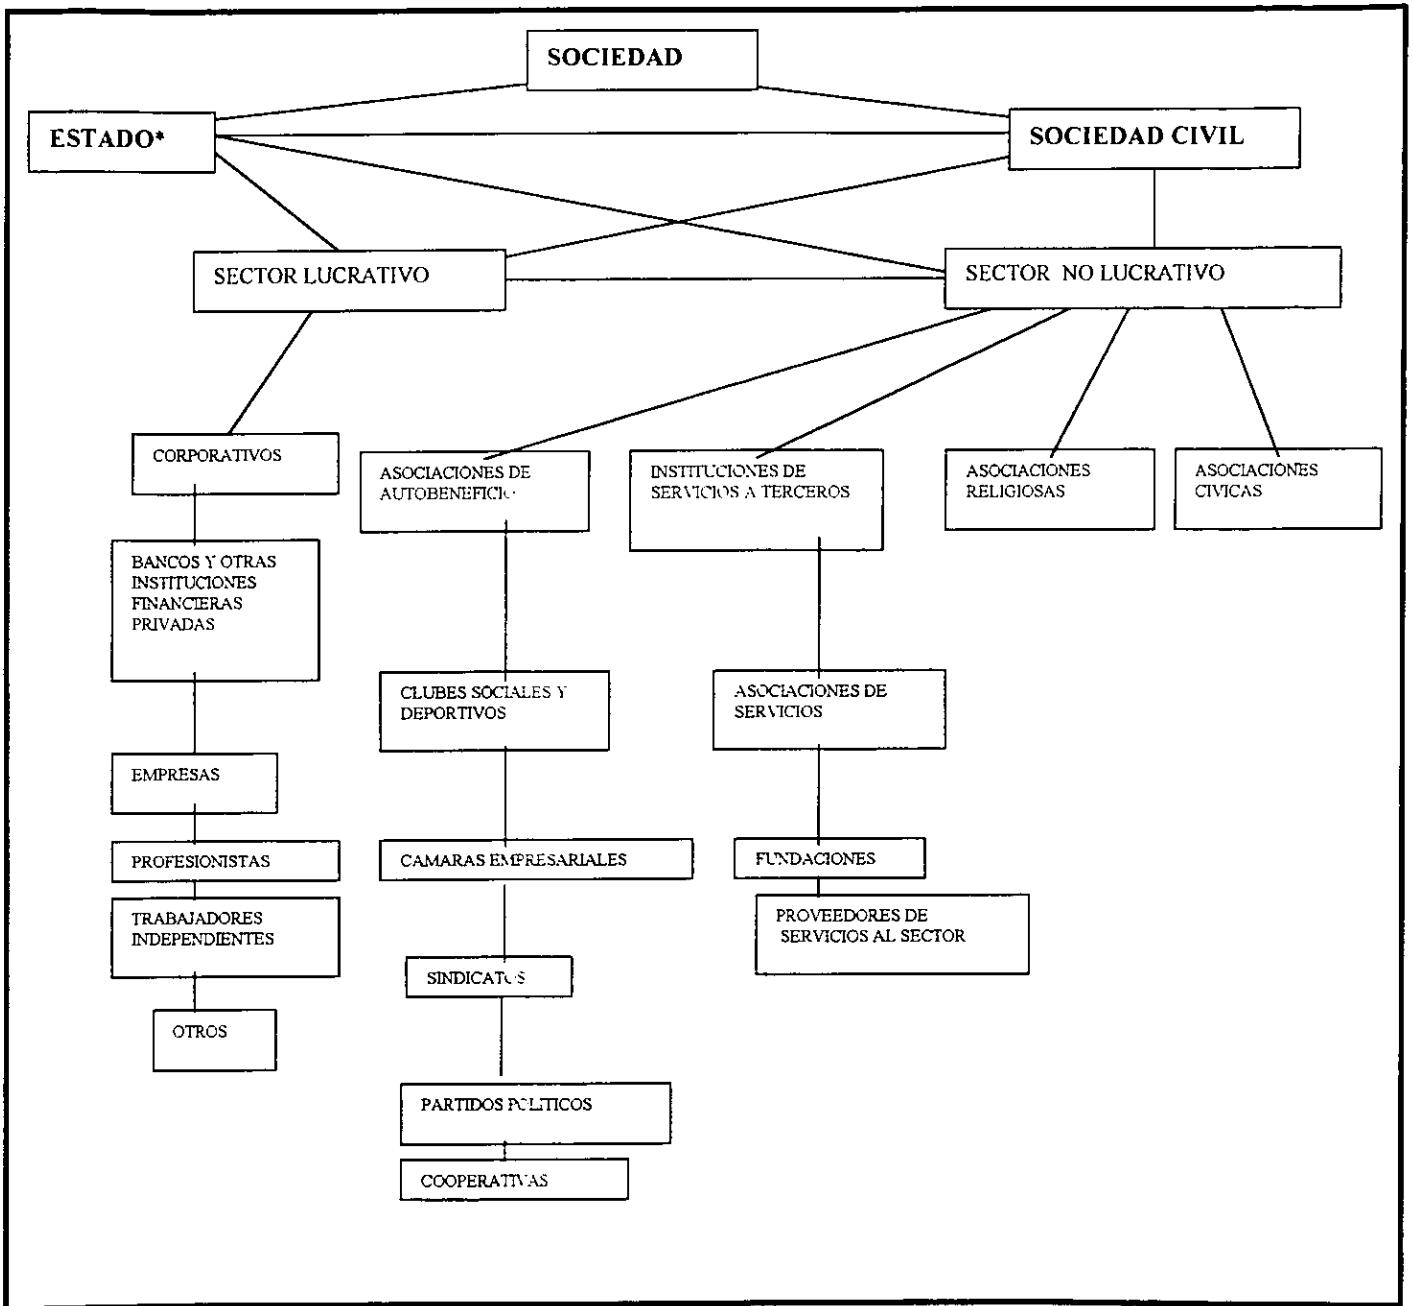 SOCIEDAD
ESTADO*
SOCIEDAD CIVIL
SECTOR LUCRATIVO
SECTOR NO LUCRATIVO
CORPORATIVOS
ASOCIACIONES DE
AUTOBENEFICIO
INSTITUCIONES DE
SERVICIOS A TERCEROS
ASOCIACIONES
RELIGIOSAS
ASOCIACIONES
CIVICAS
BANCOS Y OTRAS
INSTITUCIONES
FINANCIERAS
PRIVADAS
CLUBES SOCIALES Y
DEPORTIVOS
ASOCIACIONES DE
SERVICIOS
EMPRESAS
PROFESIONISTAS
CAMARAS EMPRESARIALES
FUNDACIONES
TRABAJADORES
INDEPENDIENTES
PROVEEDORES DE
SERVICIOS AL SECTOR
SINDICATOS
OTROS
PARTIDOS POLITICOS
COOPERATIVAS